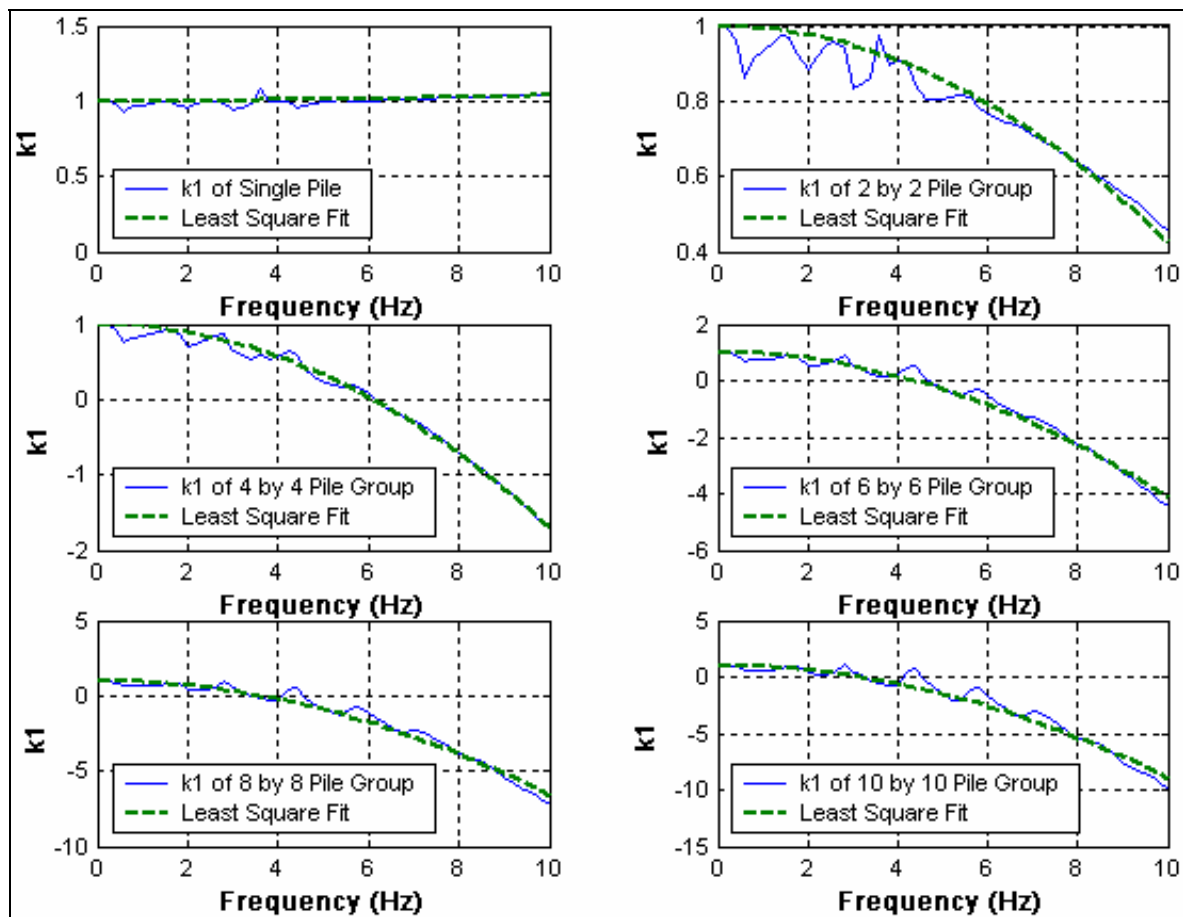 1.5
1
0.5
0
k1
k1 of Single Pile
Least Square Fit
0 2 4 6 8 10
Frequency (Hz)
1
0.8
0.6
0.4
k1
k1 of 2 by 2 Pile Group
Least Square Fit
0 2 4 6 8 10
Frequency (Hz)
1
0
-1
-2
k1
k1 of 4 by 4 Pile Group
Least Square Fit
0 2 4 6 8 10
Frequency (Hz)
2
0
-2
-4
-6
k1
k1 of 6 by 6 Pile Group
Least Square Fit
0 2 4 6 8 10
Frequency (Hz)
5
0
-5
-10
k1
k1 of 8 by 8 Pile Group
Least Square Fit
0 2 4 6 8 10
Frequency (Hz)
5
0
-5
-10
-15
k1
k1 of 10 by 10 Pile Group
Least Square Fit
0 2 4 6 8 10
Frequency (Hz)